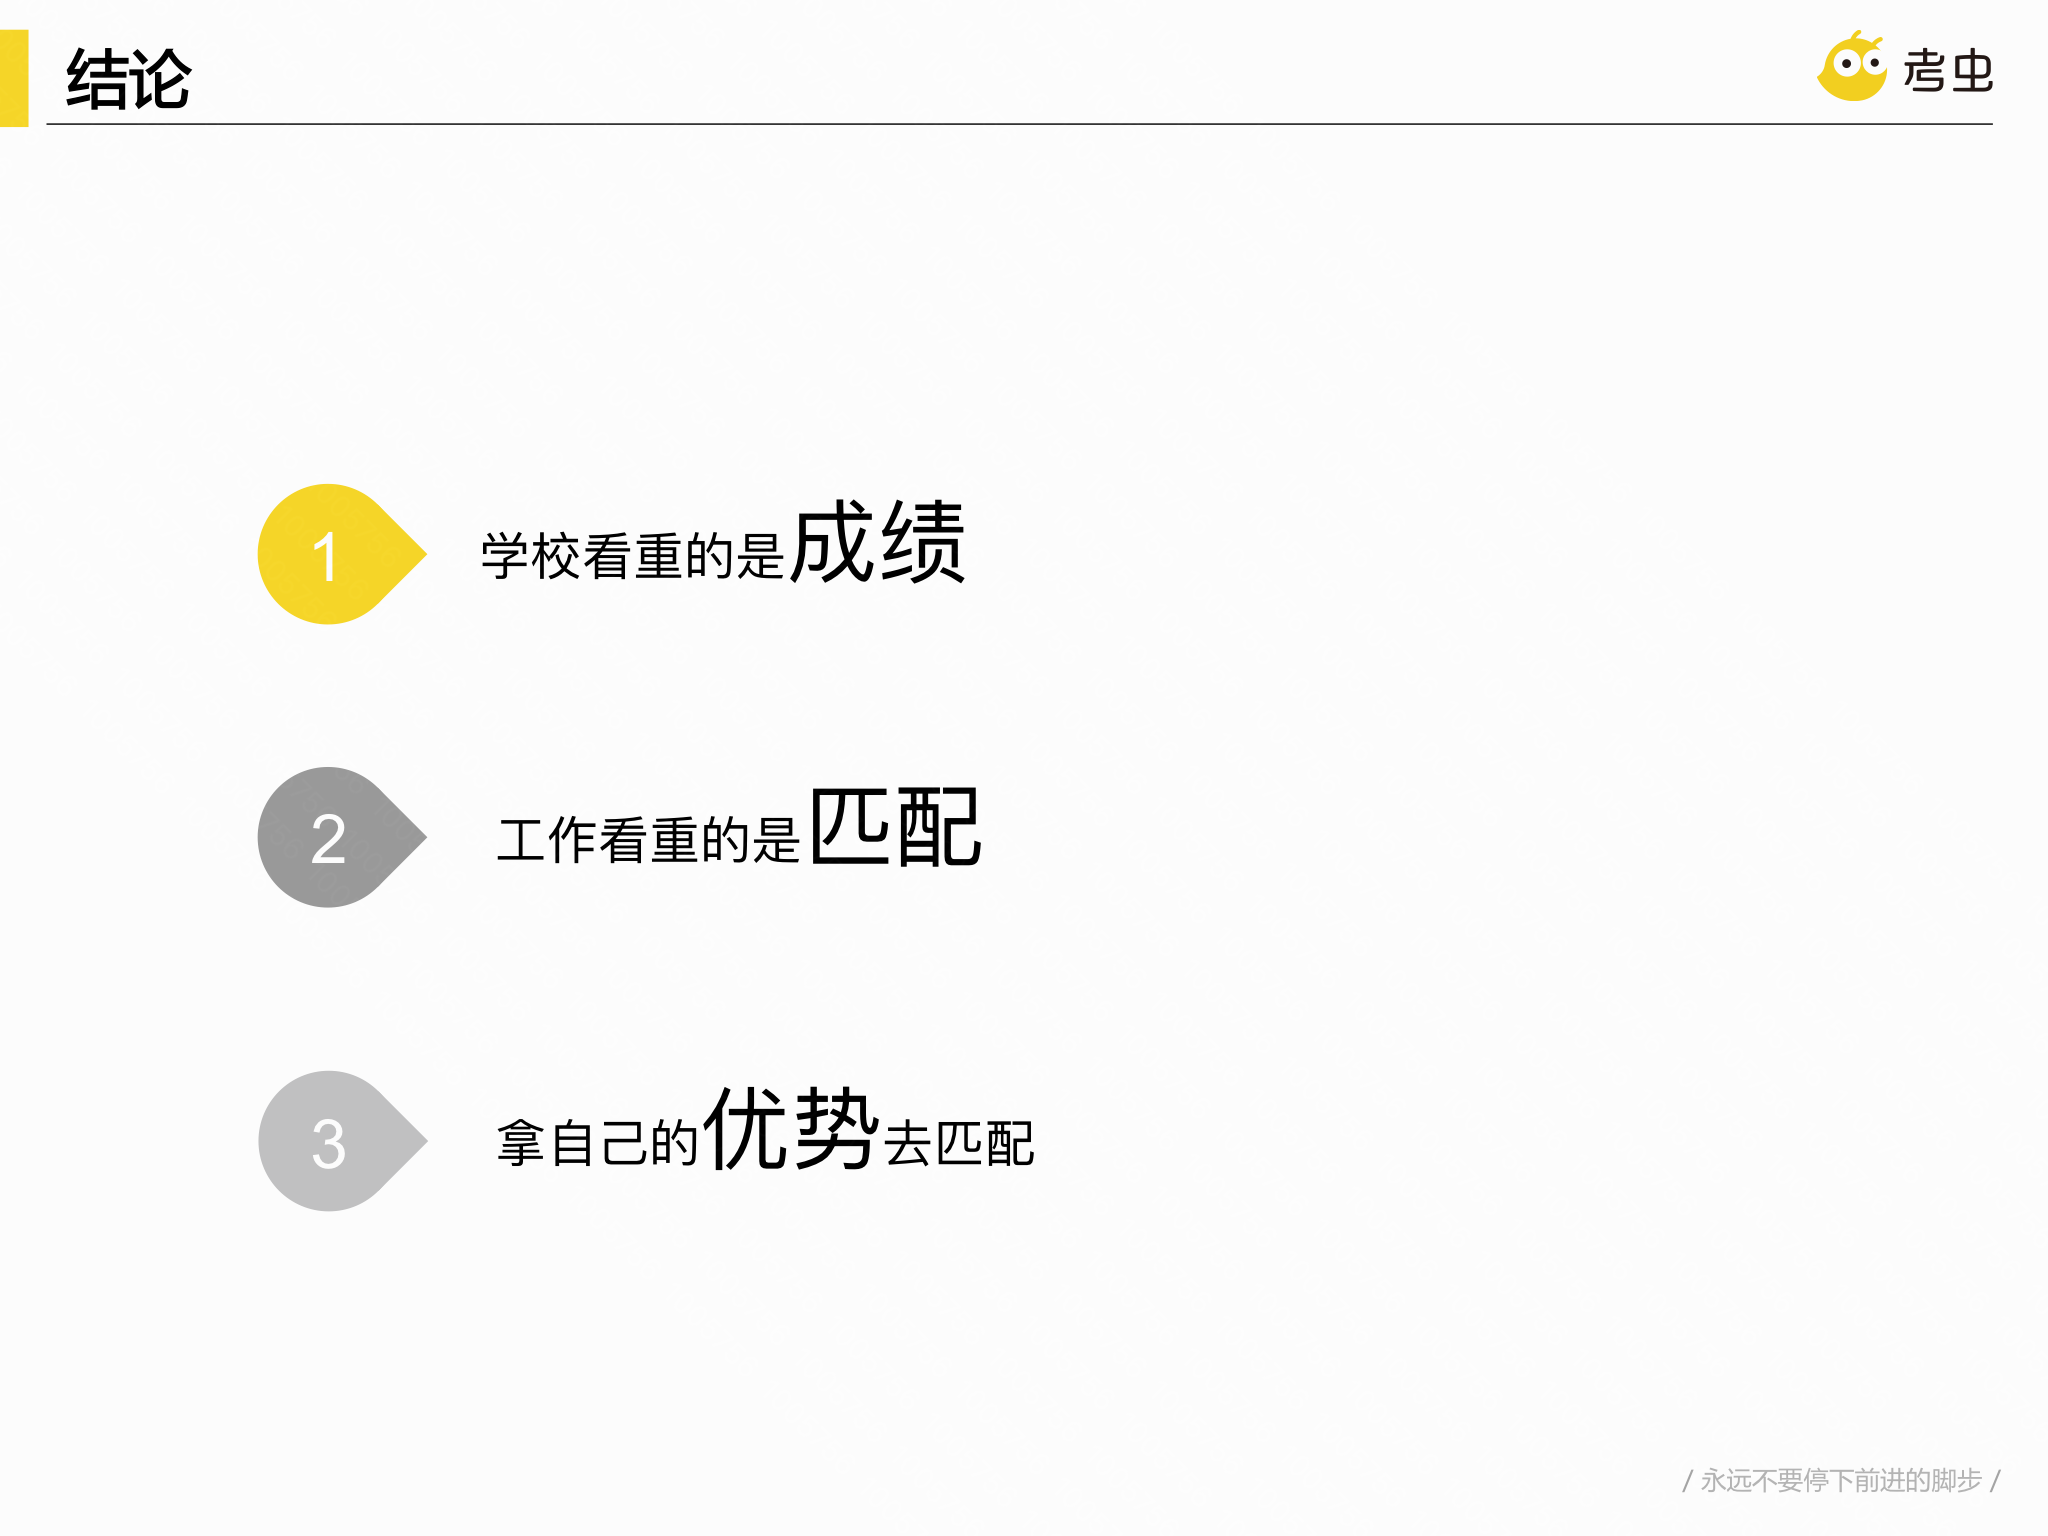 结论
考虫
1
学校看重的是成绩
2
工作看重的是匹配
3
拿自己的优势去匹配
/ 永远不要停下前进的脚步 /